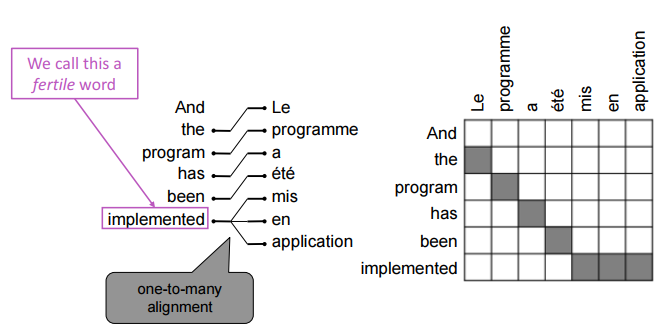 We call this a
fertile word
And
the
program
has
been
implemented
Le
programme
a
été
mis
en
application
one-to-many
alignment
Le
programme
a
été
mis
en
application
And
the
program
has
been
implemented